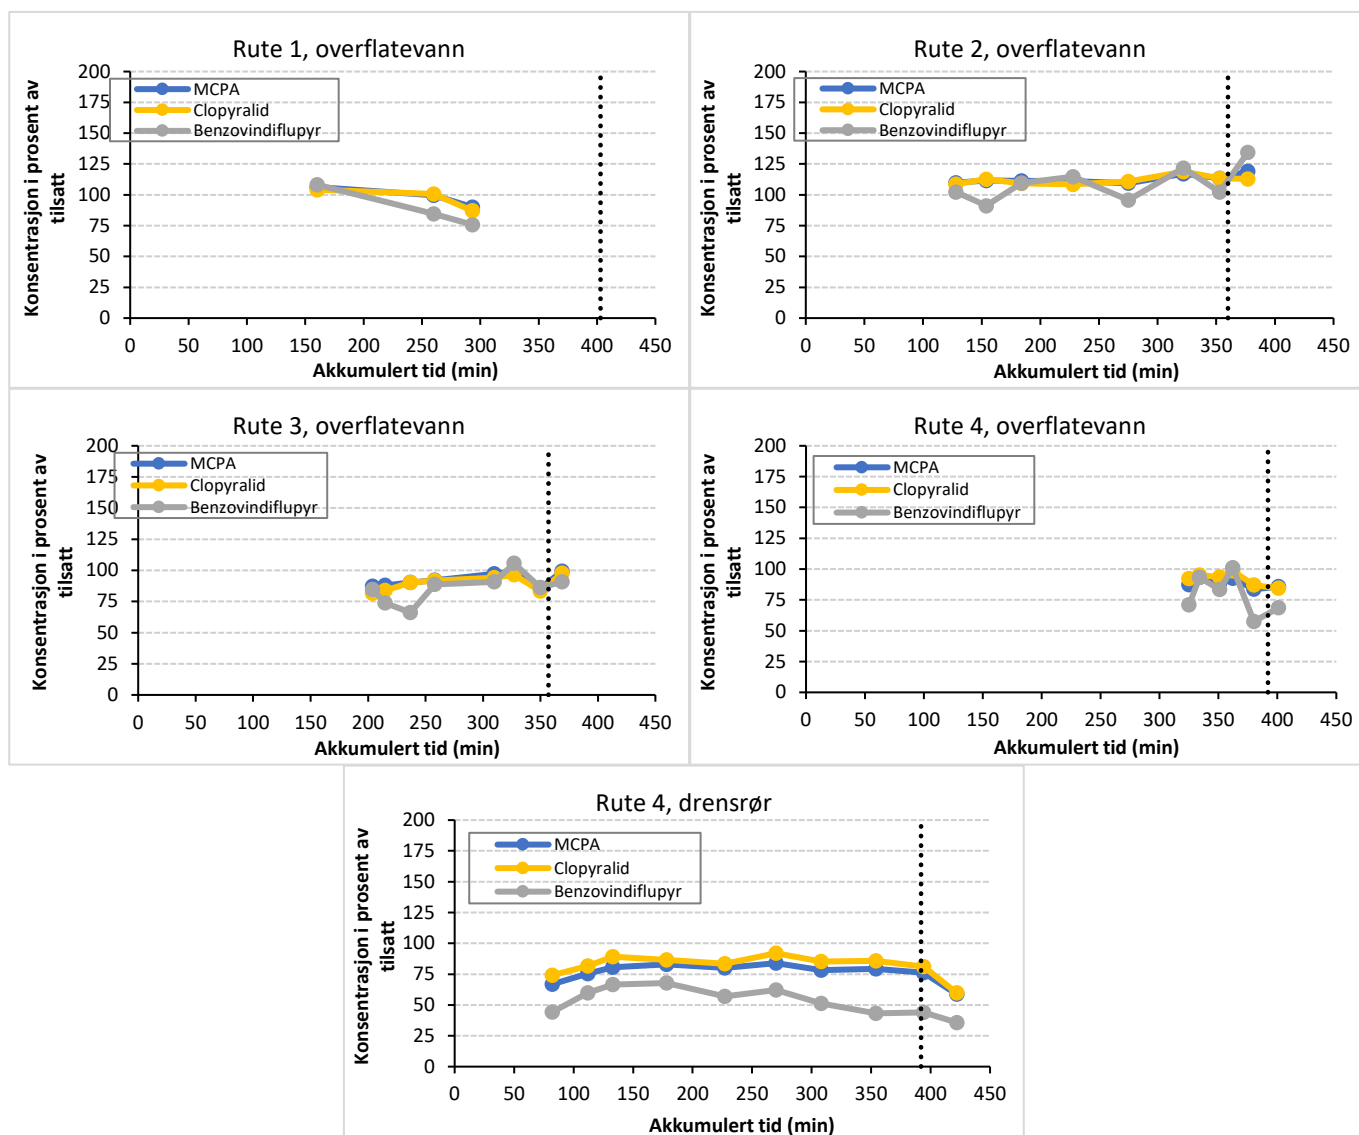 Rute 1, overflatevann
Konsentrasjon i prosent av
tilsatt
200
175
150
125
100
75
50
25
0
MCPA
Clopyralid
Benzovindiflupyr
0 50 100 150 200 250 300 350 400 450
Akkumulert tid (min)
Rute 2, overflatevann
Konsentrasjon i prosent av
tilsatt
200
175
150
125
100
75
50
25
0
MCPA
Clopyralid
Benzovindiflupyr
0 50 100 150 200 250 300 350 400 450
Akkumulert tid (min)
Rute 3, overflatevann
Konsentrasjon i prosent av
tilsatt
200
175
150
125
100
75
50
25
0
MCPA
Clopyralid
Benzovindiflupyr
0 50 100 150 200 250 300 350 400 450
Akkumulert tid (min)
Rute 4, overflatevann
Konsentrasjon i prosent av
tilsatt
200
175
150
125
100
75
50
25
0
MCPA
Clopyralid
Benzovindiflupyr
0 50 100 150 200 250 300 350 400 450
Akkumulert tid (min)
Rute 4, drensrør
Konsentrasjon i prosent av
tilsatt
200
175
150
125
100
75
50
25
0
MCPA
Clopyralid
Benzovindiflupyr
0 50 100 150 200 250 300 350 400 450
Akkumulert tid (min)